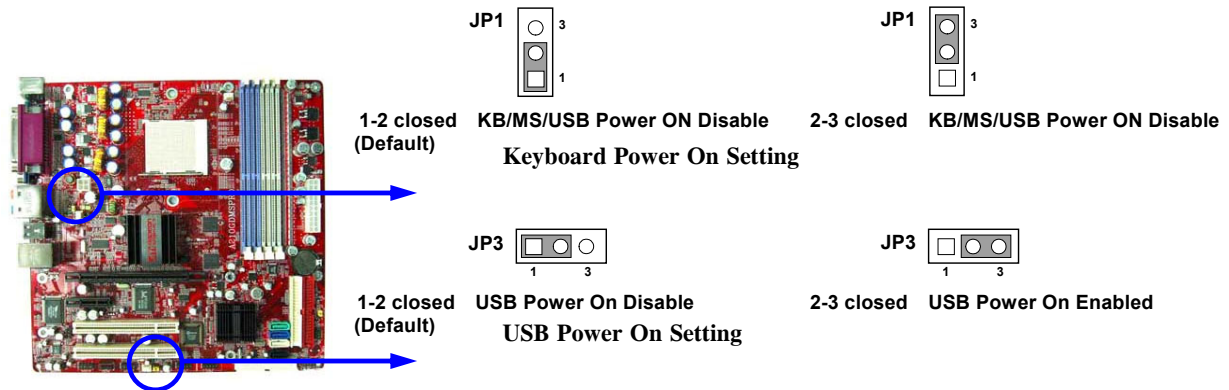 JP1 3
1
JP1 3
1
1-2 closed KB/MS/USB Power ON Disable 2-3 closed KB/MS/USB Power ON Disable
(Default)
Keyboard Power On Setting
JP3
1 3
JP3
1 3
1-2 closed USB Power On Disable 2-3 closed USB Power On Enabled
(Default)
USB Power On Setting